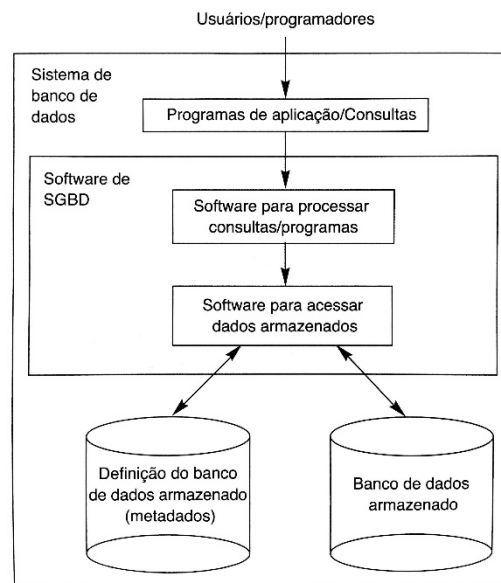 Usuários/programadores
Sistema de
banco de
dados
Programas de aplicação/Consultas
Software de
SGBD
Software para processar
consultas/programas
Software para acessar
dados armazenados
Definição do banco
de dados armazenado
(metadados)
Banco de dados
armazenado